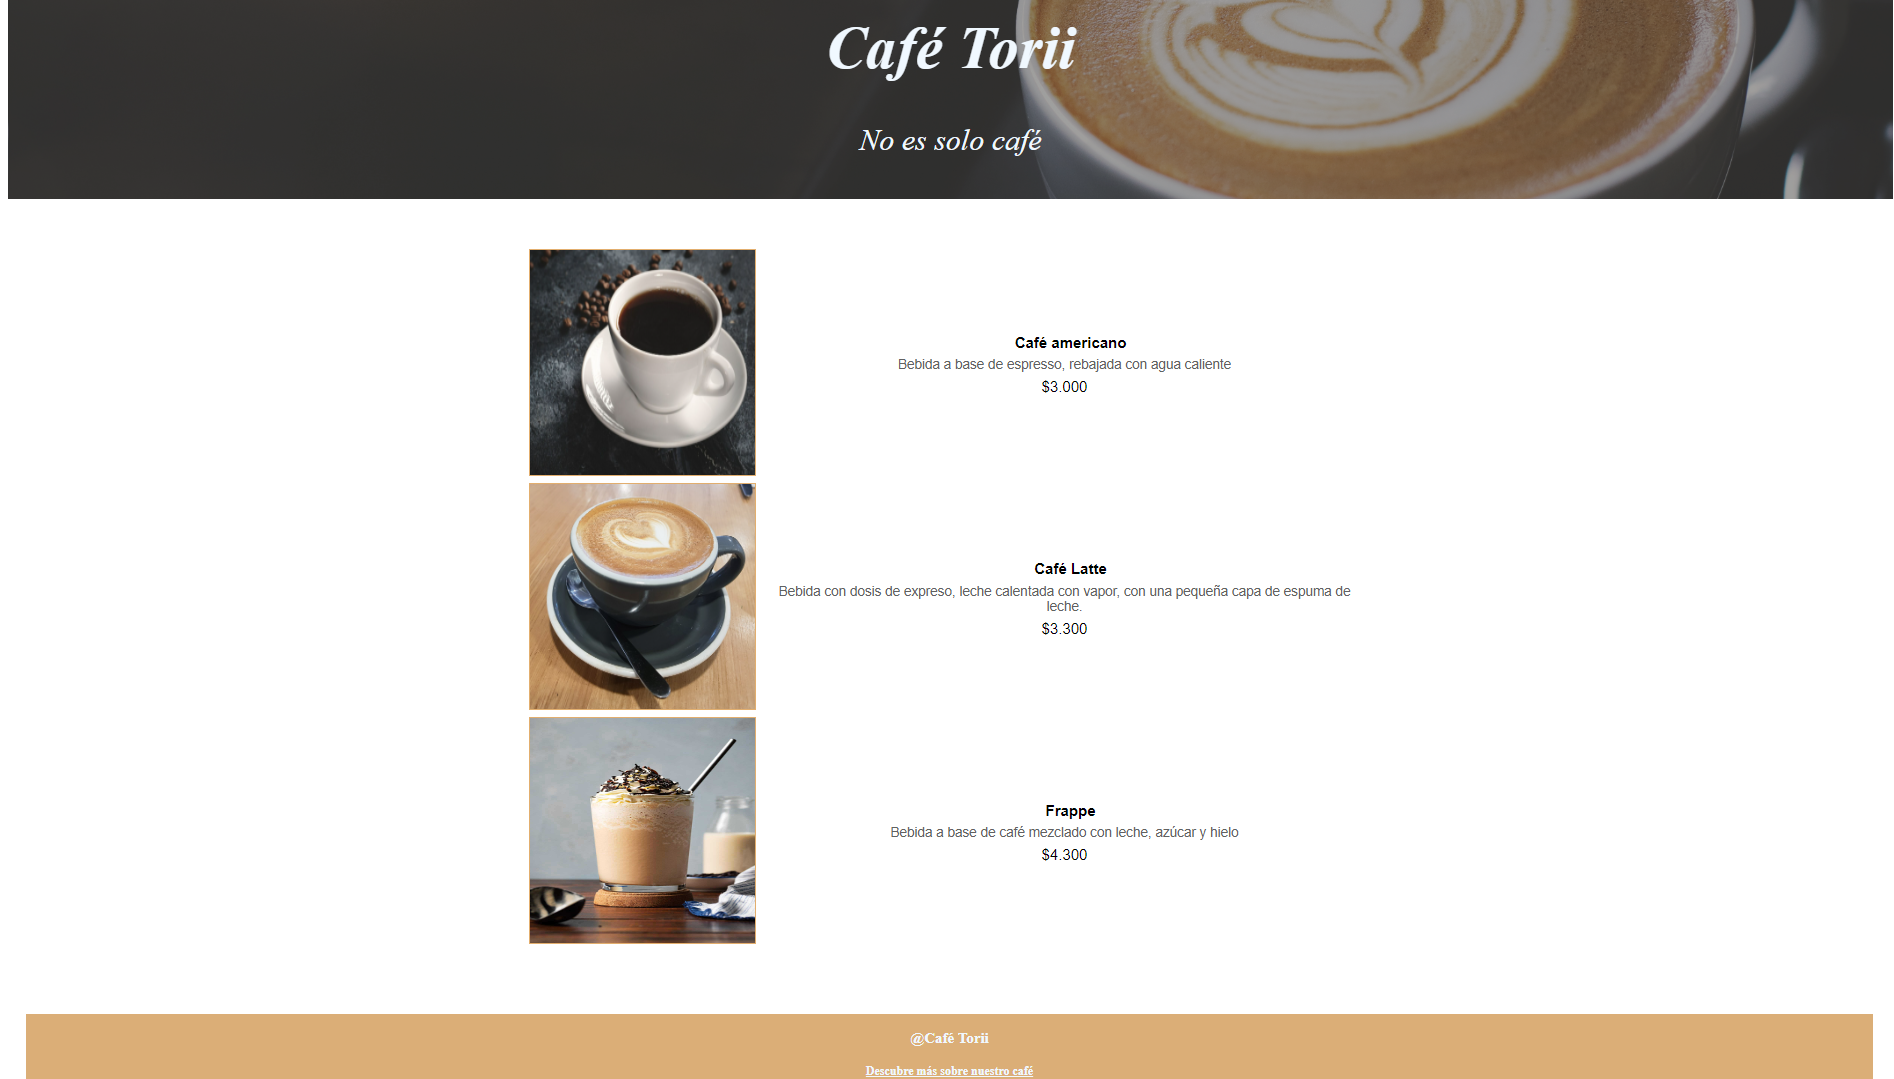 Café Torii
No es solo café
Café americano
Bebida a base de espresso, rebajada con agua caliente
$3.000
Café Latte
Bebida con dosis de expreso, leche calentada con vapor, con una pequeña capa de espuma de
leche.
$3.300
Frappe
Bebida a base de café mezclado con leche, azúcar y hielo
$4.300
@Café Torii
Descubre más sobre nuestro café